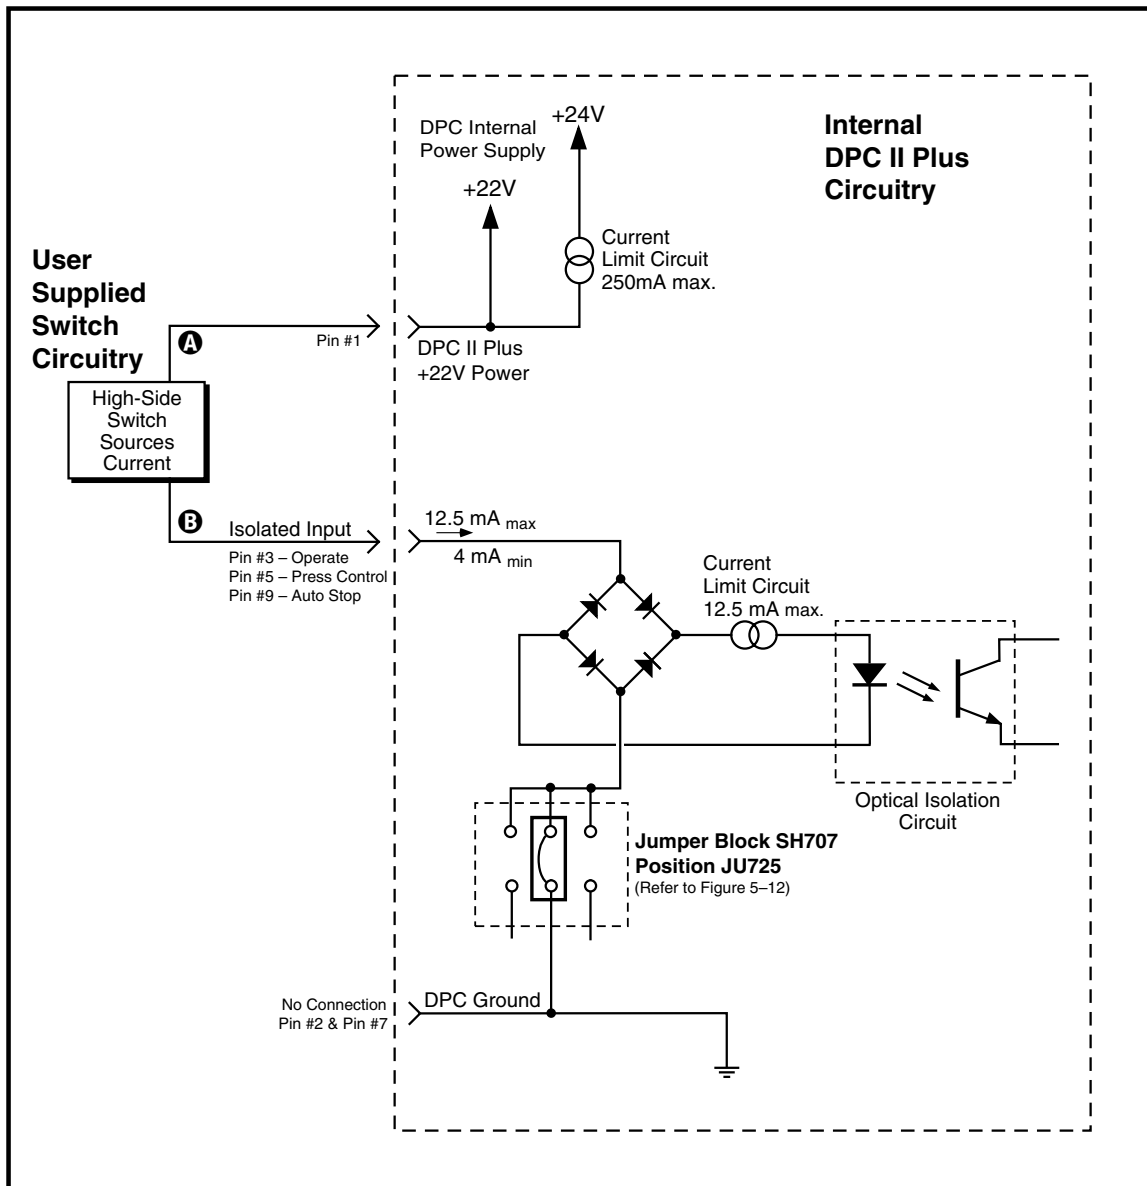 DPC Internal
Power Supply
+24V
+22V
Internal
DPC II Plus
Circuitry
Current
Limit Circuit
250mA max.
User
Supplied
Switch
Circuitry
A
Pin #1
DPC II Plus
+22V Power
High-Side
Switch
Sources
Current
B
Isolated Input
Pin #3 – Operate
Pin #5 – Press Control
Pin #9 – Auto Stop
12.5 mA max
4 mA min
Current
Limit Circuit
12.5 mA max.
Optical Isolation
Circuit
Jumper Block SH707
Position JU725
(Refer to Figure 5–12)
No Connection
Pin #2 & Pin #7
DPC Ground